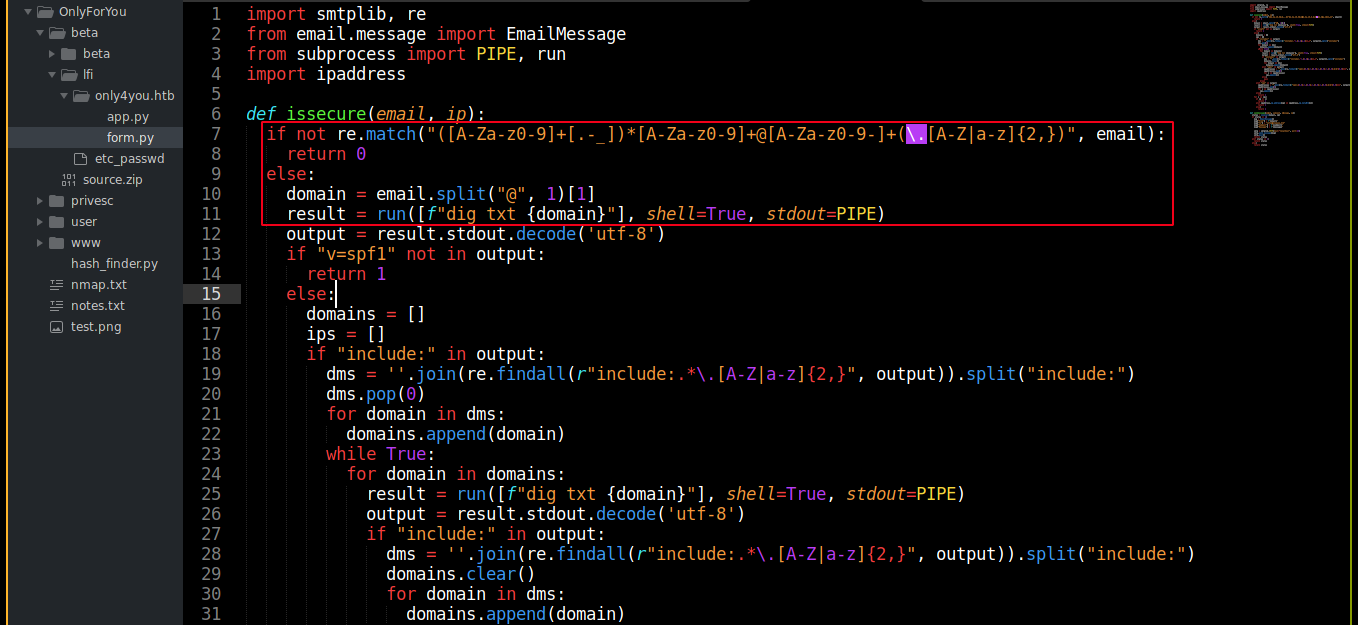 OnlyForYou
beta
beta
lfi
only4you.htb
app.py
form.py
etc_passwd
source.zip
privesc
user
www
hash_finder.py
nmap.txt
notes.txt
test.png
1 import smtplib, re
2 from email.message import EmailMessage
3 from subprocess import PIPE, run
4 import ipaddress
5
6 def issecure(email, ip):
7 if not re.match("([A-Za-z0-9]+[.-_])*[A-Za-z0-9]+@[A-Za-z0-9-]+(\.[A-Z|a-z]{2,})", email):
8 return 0
9 else:
10 domain = email.split("@", 1)[1]
11 result = run([f"dig txt {domain}"], shell=True, stdout=PIPE)
12 output = result.stdout.decode('utf-8')
13 if "v=spf1" not in output:
14 return 1
15 else:
16 domains = []
17 ips = []
18 if "include:" in output:
19 dms = ''.join(re.findall(r"include:.*\.[A-Z|a-z]{2,}", output)).split("include:")
20 dms.pop(0)
21 for domain in dms:
22 domains.append(domain)
23 while True:
24 for domain in domains:
25 result = run([f"dig txt {domain}"], shell=True, stdout=PIPE)
26 output = result.stdout.decode('utf-8')
27 if "include:" in output:
28 dms = ''.join(re.findall(r"include:.*\.[A-Z|a-z]{2,}", output)).split("include:")
29 domains.clear()
30 for domain in dms:
31 domains.append(domain)